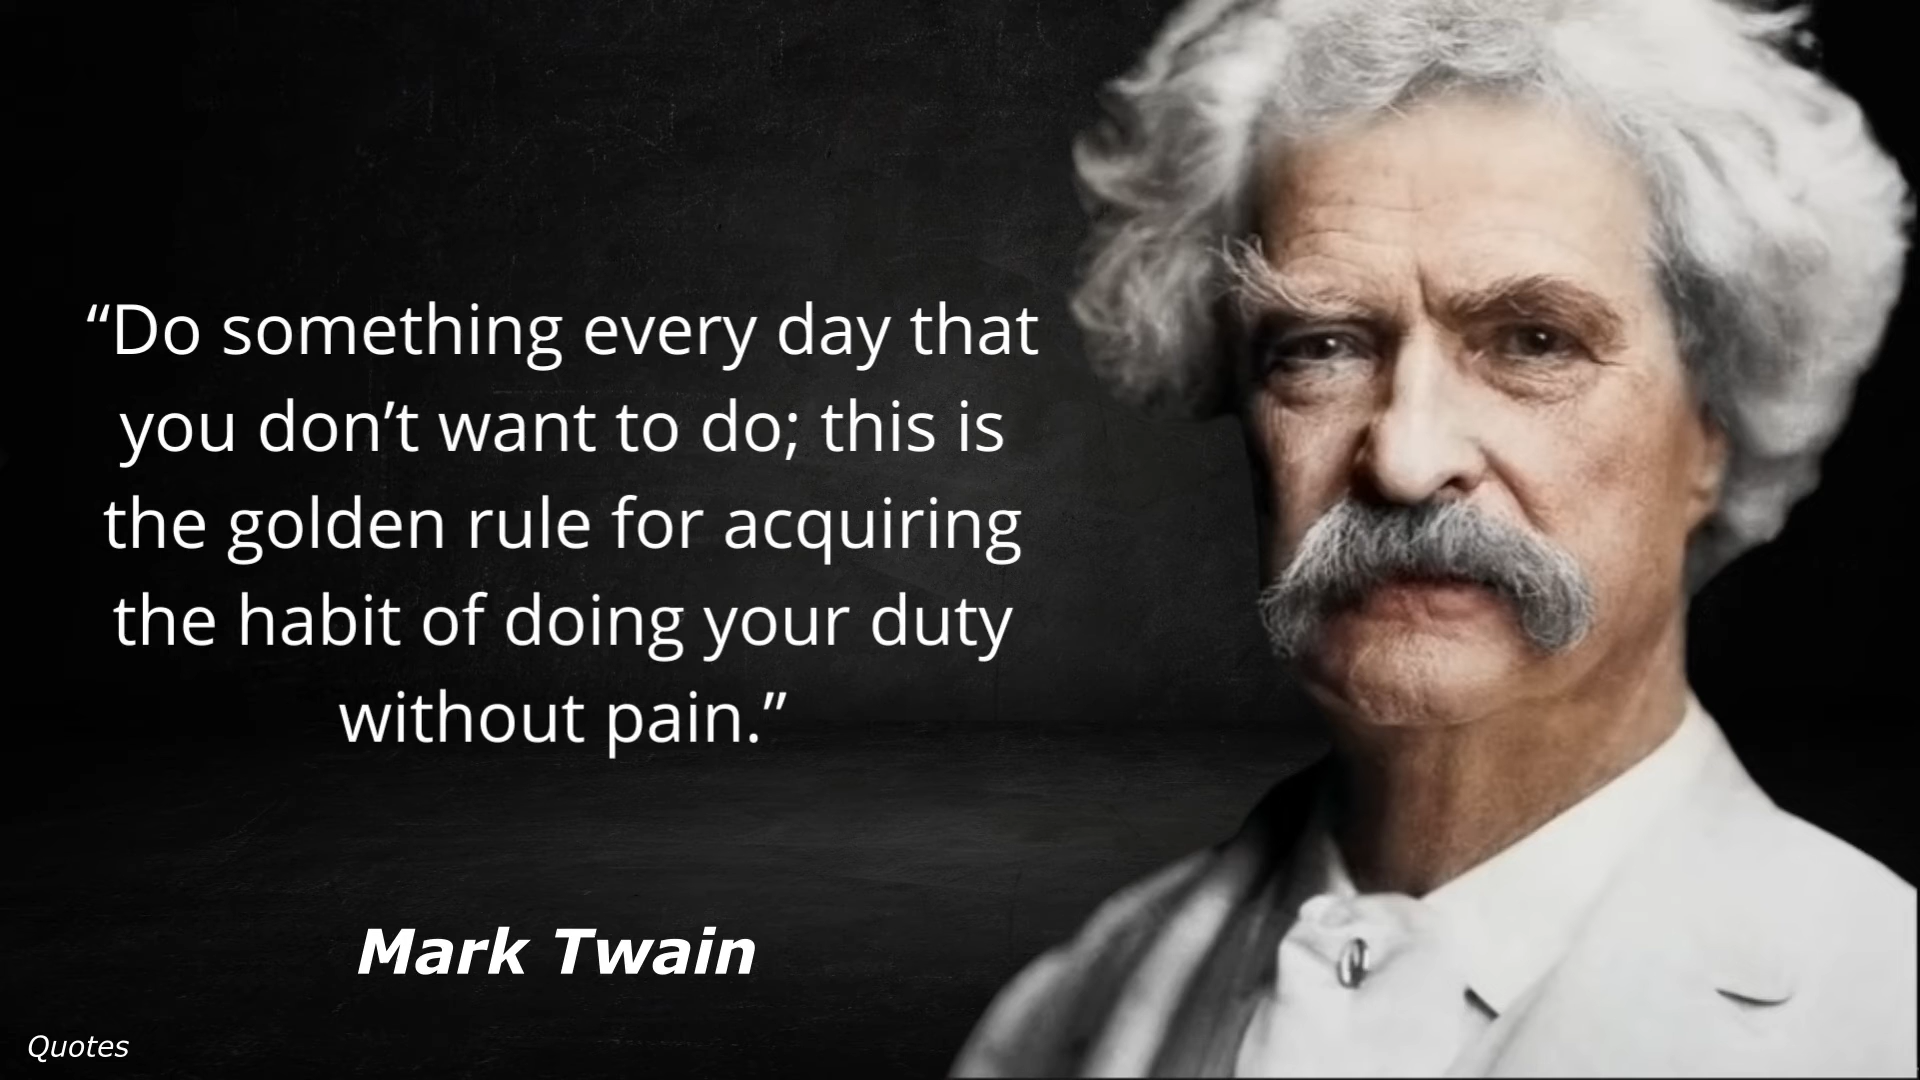 “Do something every day that
you don’t want to do; this is
the golden rule for acquiring
the habit of doing your duty
without pain.”
Mark Twain
Quotes